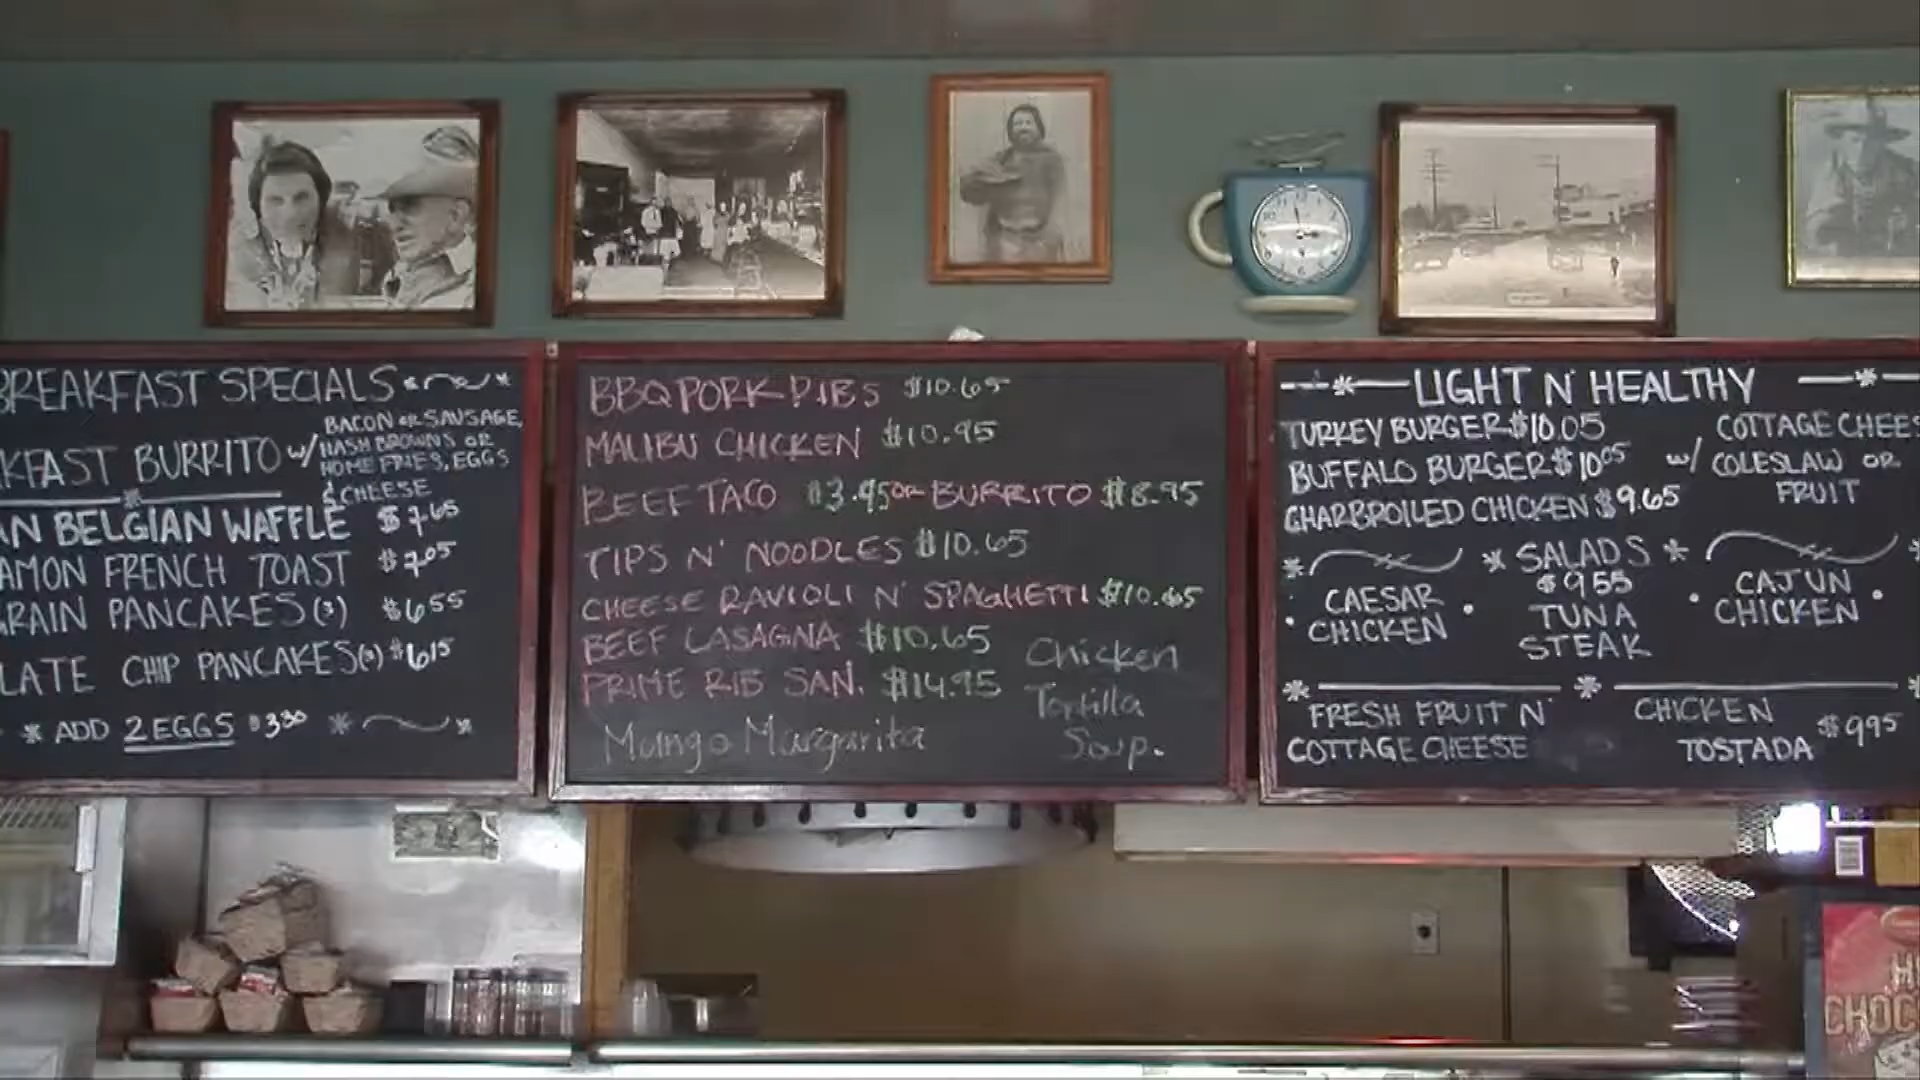 BREAKFAST SPECIALS
KFAST BURRITO w/ BACON OR SAUSAGE,
HASH BROWNS OR
HOME FRIES, EGGS
& CHEESE
AN BELGIAN WAFFLE $7.65
AMON FRENCH TOAST $7.05
GRAIN PANCAKES(3) $6.55
LATE CHIP PANCAKES(3) $6.15
* ADD 2 EGGS $3.30 *
BBQ PORK RIBS $10.65
MALIBU CHICKEN $10.95
BEEF TACO $3.95 OR BURRITO $8.95
TIPS N' NOODLES $10.65
CHEESE RAVIOLI N' SPAGHETTI $10.65
BEEF LASAGNA $10.65
PRIME RIB SAN. $14.95
Mango Margarita
Chicken
Tortilla
Soup.
LIGHT N' HEALTHY
TURKEY BURGER $10.05
BUFFALO BURGER $10.05
CHARBROILED CHICKEN $9.65
w/ COTTAGE CHEES
COLESLAW OR
FRUIT
* SALADS *
$9.55
CAESAR
CHICKEN
TUNA
STEAK
CAJUN
CHICKEN
FRESH FRUIT N'
COTTAGE CHEESE
CHICKEN
TOSTADA $9.95
H
CHOC